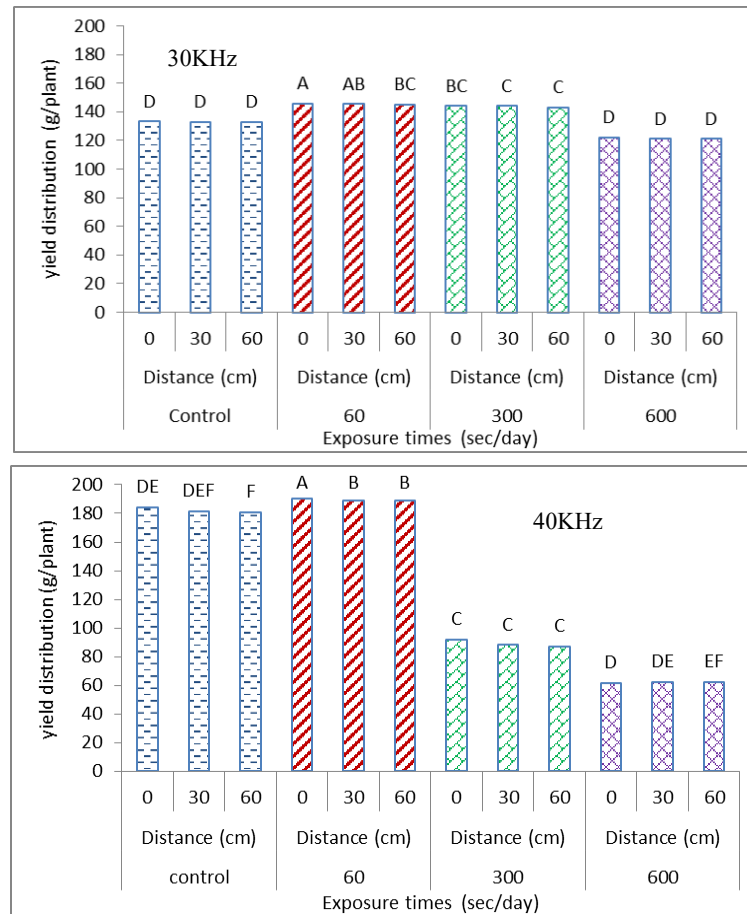 yield distribution (g/plant)
200
180
160
140
120
100
80
60
40
20
0
30KHz
D D D A AB BC BC C C D D D
0 30 60 0 30 60 0 30 60 0 30 60
Distance (cm) Distance (cm) Distance (cm) Distance (cm)
Control 60 300 600
Exposure times (sec/day)
yield distribution (g/plant)
200
180
160
140
120
100
80
60
40
20
0
40KHz
DE DEF F A B B C C C D DE EF
0 30 60 0 30 60 0 30 60 0 30 60
Distance (cm) Distance (cm) Distance (cm) Distance (cm)
control 60 300 600
Exposure times (sec/day)